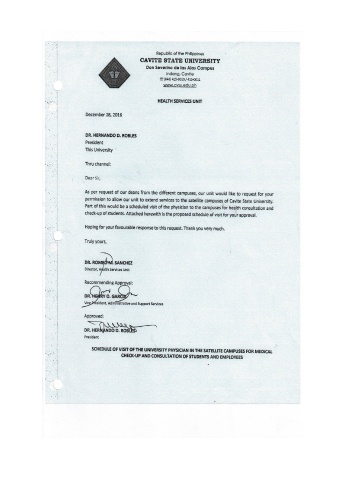 Republic of the Philippines
CAVITE STATE UNIVERSITY
Don Severino de las Alas Campus
Indang, Cavite
www.cvsu.edu.ph
HEALTH SERVICES UNIT
December 28, 2018
DR. HERNANDO D. ROBLES
President
This University
Thru channel:
Dear Sir,
As per request of our deans from the different campuses, our unit would like to request for your
permission to allow our unit to extend services to the satellite campuses of Cavite State University.
Part of this would be a scheduled visit of the physician to the campuses for health consultation and
check-up of students. Attached herewith is the proposed schedule of visit for your approval.
Hoping for your favourable response to this request. Thank you very much.
Truly yours,
DR. ROMEO M. SANCHEZ
Director, Health Services Unit
Recommending Approval:
DR. HENRY O. GARCIA
Vice President, Administrative and Support Services
Approved:
DR. HERNANDO D. ROBLES
President
SCHEDULE OF VISIT OF THE UNIVERSITY PHYSICIAN IN THE SATELLITE CAMPUSES FOR MEDICAL
CHECK-UP AND CONSULTATION OF STUDENTS AND EMPLOYEES